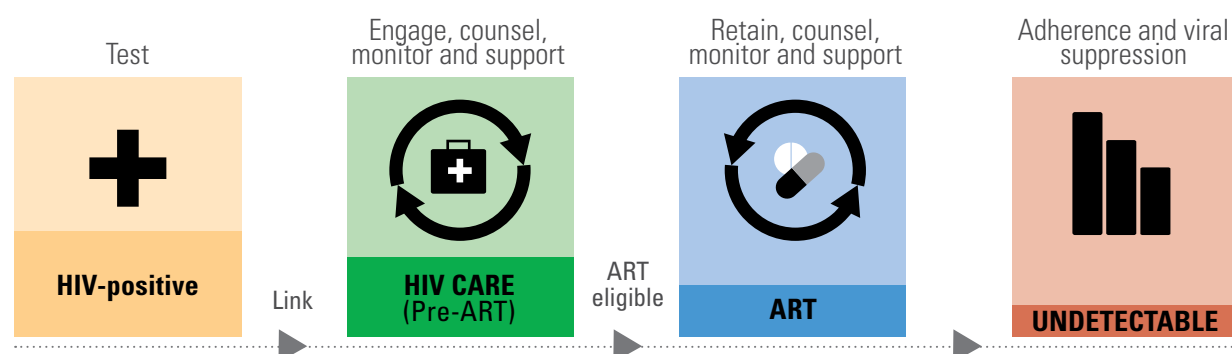 Test
Engage, counsel,
monitor and support
Retain, counsel,
monitor and support
Adherence and viral
suppression
HIV-positive
Link
HIV CARE
(Pre-ART)
ART
eligible
ART
UNDETECTABLE